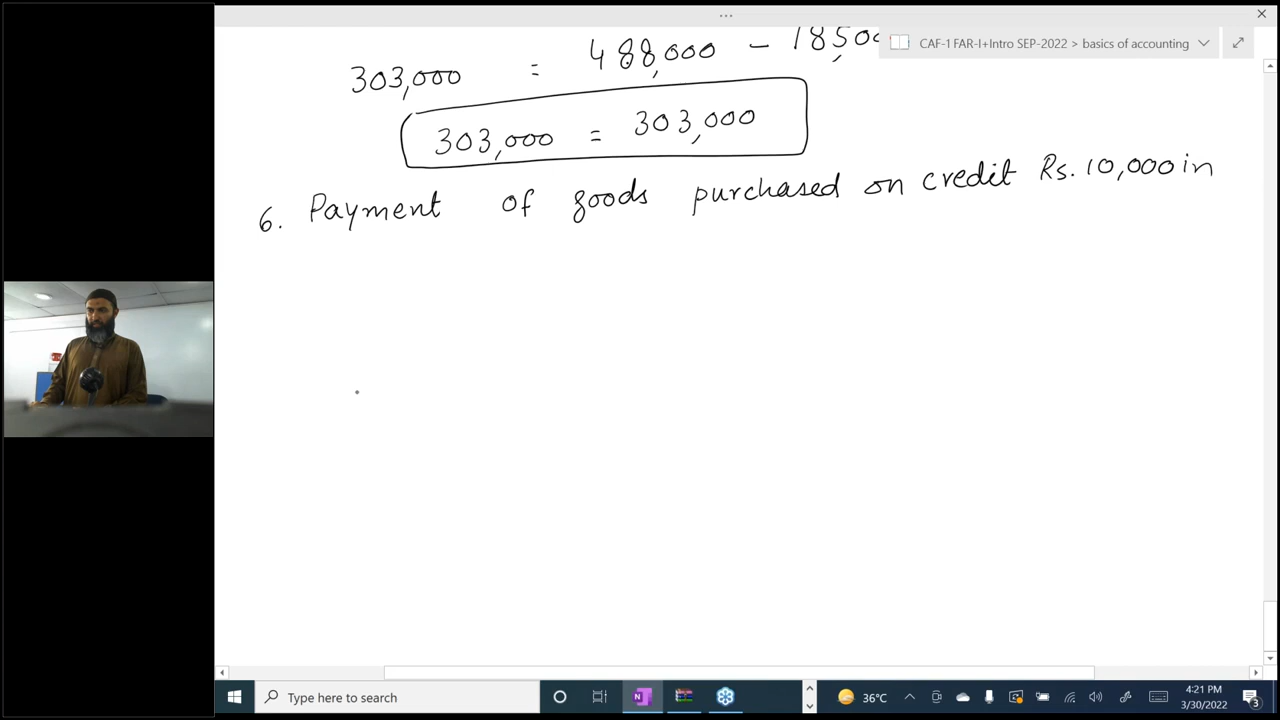 CAF-1 FAR-I+Intro SEP-2022 > basics of accounting
303,000 = 488,000 - 185,00
303,000 = 303,000
6. Payment of goods purchased on credit Rs. 10,000 in
Type here to search
36°C
4:21 PM
3/30/2022
3